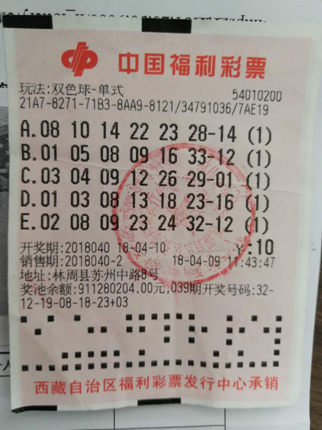 中国福利彩票
玩法:双色球-单式 54010200
21A7-8271-71B3-8AA9-8121/34791036/7AE19
A.08 10 14 22 23 28-14 (1)
B.01 05 08 09 16 33-12 (1)
C.03 04 09 12 26 29-01 (1)
D.01 03 08 13 18 23-16 (1)
E.02 08 09 23 24 32-12 (1)
开奖期:2018040 18-04-10 ¥:10
销售期:2018040-2 18-04-09 11:43:47
地址:林周县苏州中路8号
奖池余额:911280204.00元,039期开奖号码:32-
12-19-08-18-23+03
西藏自治区福利彩票发行中心承销